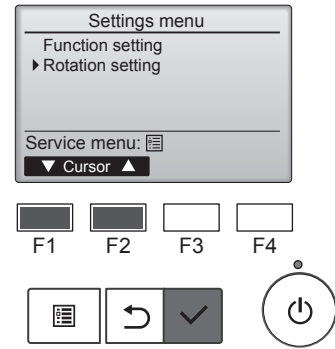 Settings menu
Function setting
Rotation setting
Service menu:
▼ Cursor ▲
F1 F2 F3 F4